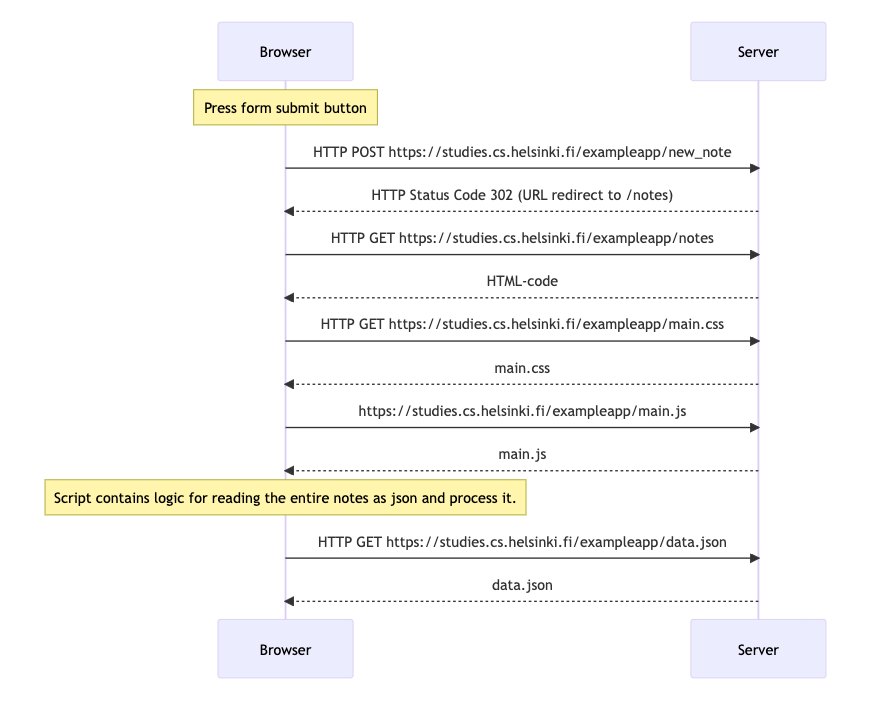 Browser Server
Press form submit button
HTTP POST https://studies.cs.helsinki.fi/exampleapp/new_note
HTTP Status Code 302 (URL redirect to /notes)
HTTP GET https://studies.cs.helsinki.fi/exampleapp/notes
HTML-code
HTTP GET https://studies.cs.helsinki.fi/exampleapp/main.css
main.css
https://studies.cs.helsinki.fi/exampleapp/main.js
main.js
Script contains logic for reading the entire notes as json and process it.
HTTP GET https://studies.cs.helsinki.fi/exampleapp/data.json
data.json
Browser Server